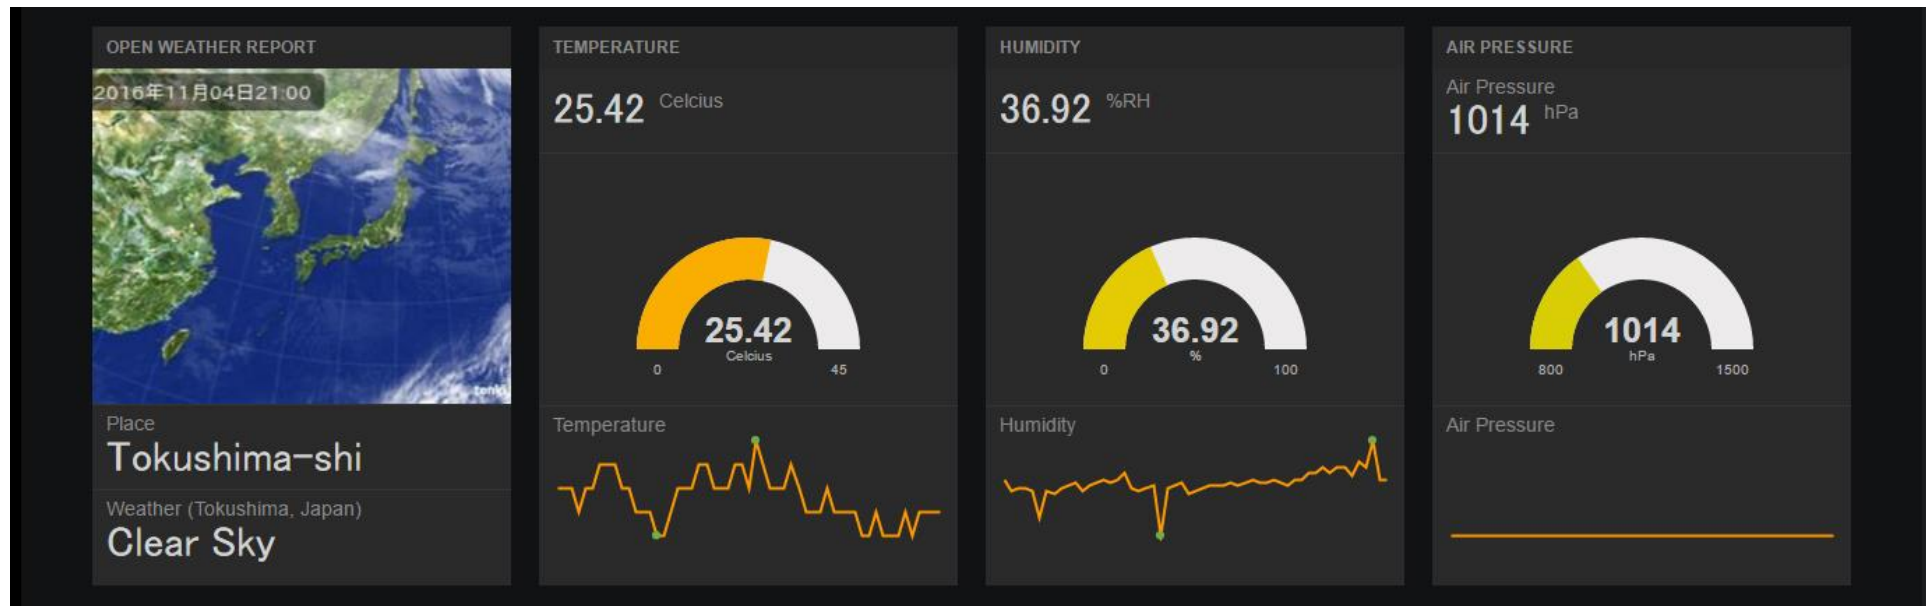 OPEN WEATHER REPORT
2016年11月04日21:00
tenki
Place
Tokushima-shi
Weather (Tokushima, Japan)
Clear Sky
TEMPERATURE
25.42 Celcius
25.42
Celcius
0 45
Temperature
HUMIDITY
36.92 %RH
36.92
%
0 100
Humidity
AIR PRESSURE
Air Pressure
1014 hPa
1014
hPa
800 1500
Air Pressure